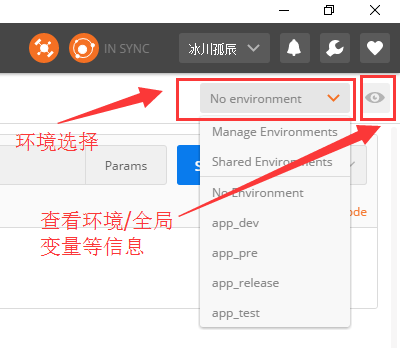 IN SYNC
冰川孤辰
No environment
环境选择
Manage Environments
Params
S
Shared Environments
No Environment
ode
查看环境/全局
变量等信息
app_dev
app_pre
app_release
app_test